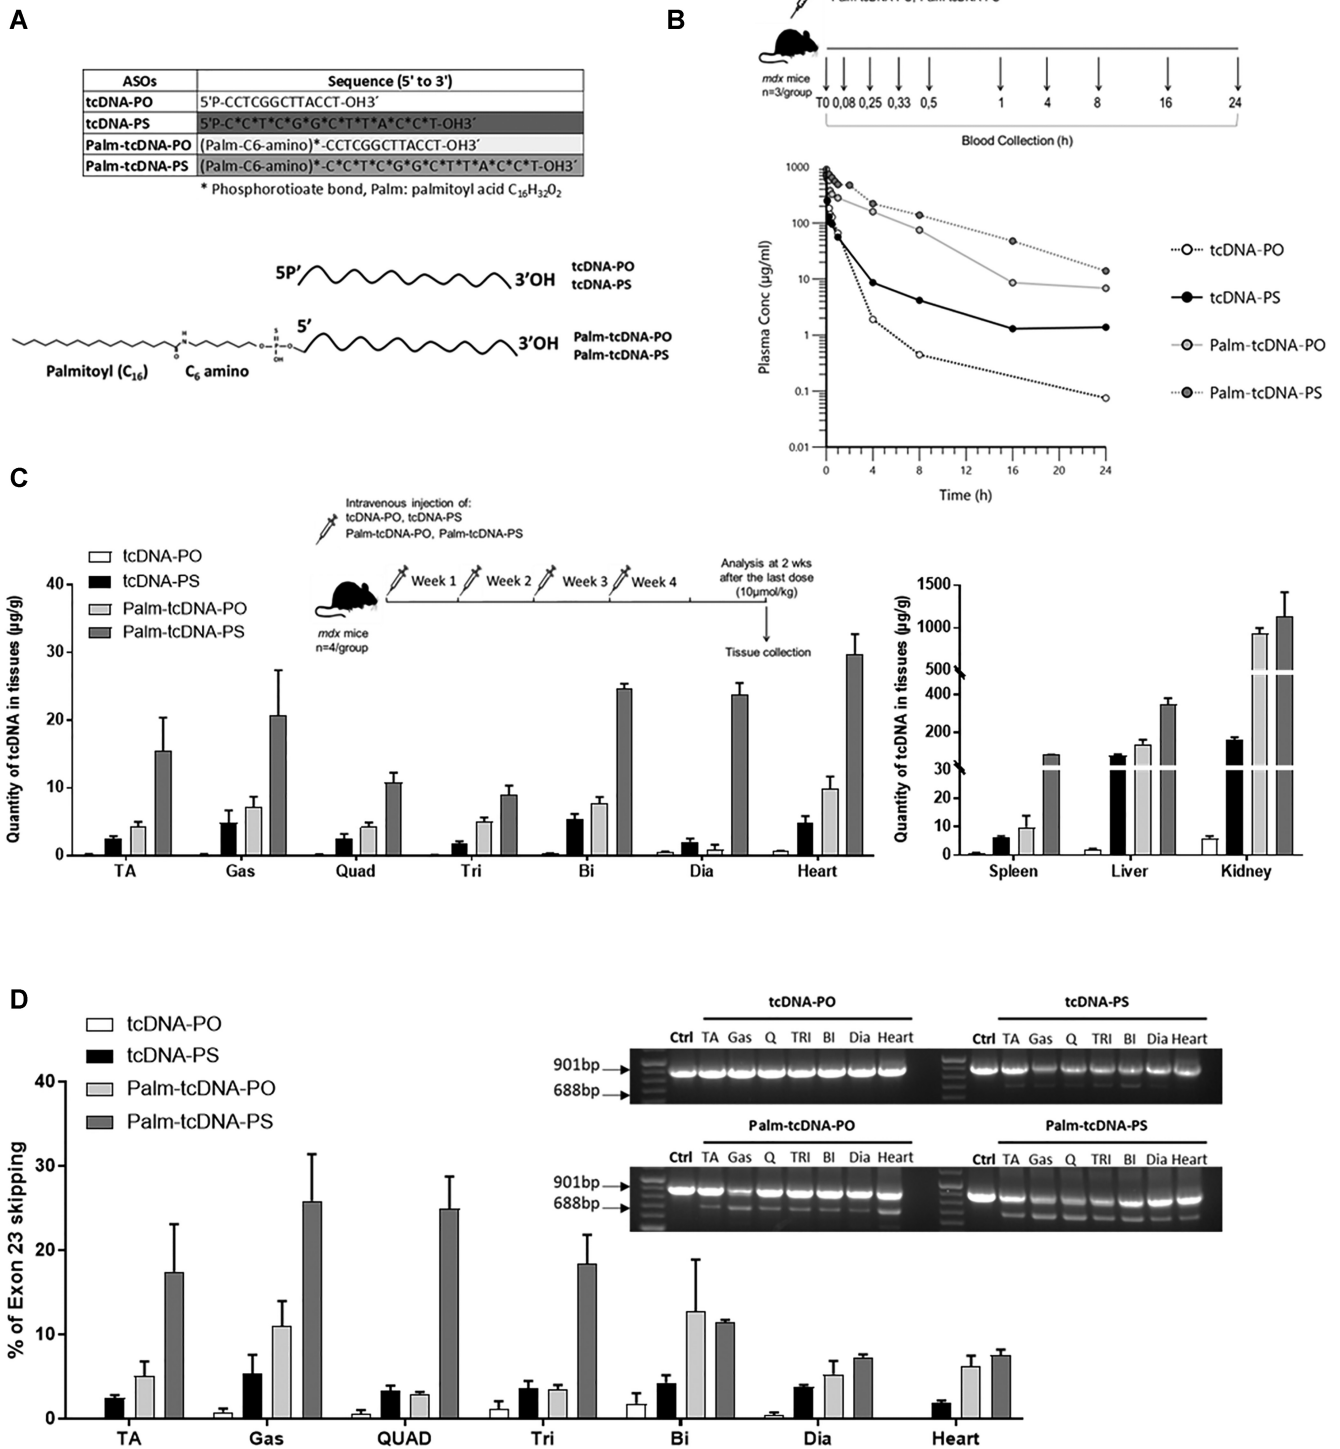 A
ASOs Sequence (5' to 3')
tcDNA-PO 5'P-CCTCGGCTTACCT-OH3´
tcDNA-PS 5'P-C*C*T*C*G*G*C*T*T*A*C*C*T-OH3´
Palm-tcDNA-PO (Palm-C6-amino)*-CCTCGGCTTACCT-OH3´
Palm-tcDNA-PS (Palm-C6-amino)*-C*C*T*C*G*G*C*T*T*A*C*C*T-OH3´
* Phosphorotioate bond, Palm: palmitoyl acid C16H32O2
5P’ 3’OH tcDNA-PO
tcDNA-PS
5’ 3’OH Palm-tcDNA-PO
Palm-tcDNA-PS
H
N
O
O
S
P
OH
O
Palmitoyl (C16) C6 amino
B
mdx mice
n=3/group
T0 0,08 0,25 0,33 0,5 1 4 8 16 24
Blood Collection (h)
Plasma Conc (µg/ml)
1000
100
10
1
0.1
0.01
0 4 8 12 16 20 24
Time (h)
tcDNA-PO
tcDNA-PS
Palm-tcDNA-PO
Palm-tcDNA-PS
C
Intravenous injection of:
tcDNA-PO, tcDNA-PS
Palm-tcDNA-PO, Palm-tcDNA-PS
Week 1 Week 2 Week 3 Week 4
Analysis at 2 wks
after the last dose
(10µmol/kg)
mdx mice
n=4/group
Tissue collection
tcDNA-PO
tcDNA-PS
Palm-tcDNA-PO
Palm-tcDNA-PS
Quantity of tcDNA in tissues (µg/g)
40
30
20
10
0
TA Gas Quad Tri Bi Dia Heart
Quantity of tcDNA in tissues (µg/g)
1500
1000
500
400
200
30
20
10
0
Spleen Liver Kidney
D
tcDNA-PO
tcDNA-PS
Palm-tcDNA-PO
Palm-tcDNA-PS
% of Exon 23 skipping
40
30
20
10
0
TA Gas QUAD Tri Bi Dia Heart
tcDNA-PO tcDNA-PS
Ctrl TA Gas Q TRI BI Dia Heart Ctrl TA Gas Q TRI BI Dia Heart
901bp
688bp
Palm-tcDNA-PO Palm-tcDNA-PS
Ctrl TA Gas Q TRI BI Dia Heart Ctrl TA Gas Q TRI BI Dia Heart
901bp
688bp